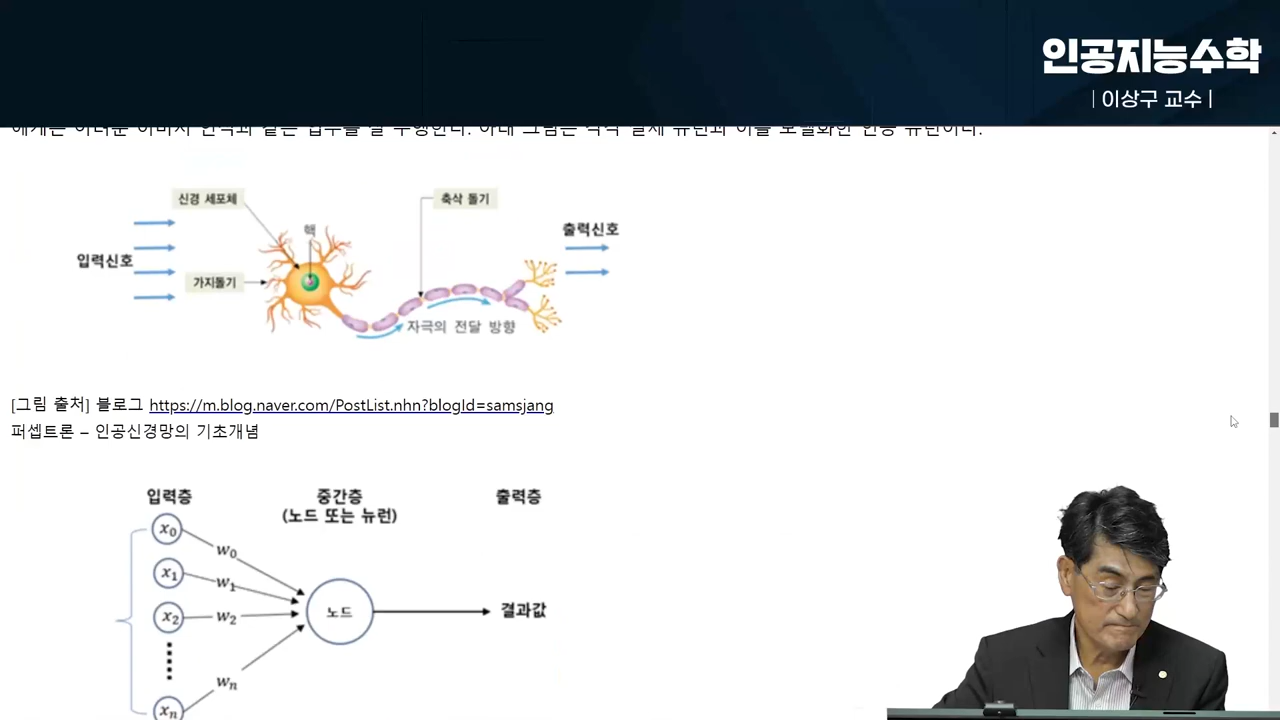 인공지능수학
| 이상구 교수 |
신경 세포체
축삭 돌기
핵
출력신호
입력신호
가지돌기
자극의 전달 방향
[그림 출처] 블로그 https://m.blog.naver.com/PostList.nhn?blogId=samsjang
퍼셉트론 – 인공신경망의 기초개념
입력층 중간층 출력층
(노드 또는 뉴런)
x₀
w₀
x₁
w₁
x₂
w₂
노드
결과값
wₙ
xₙ